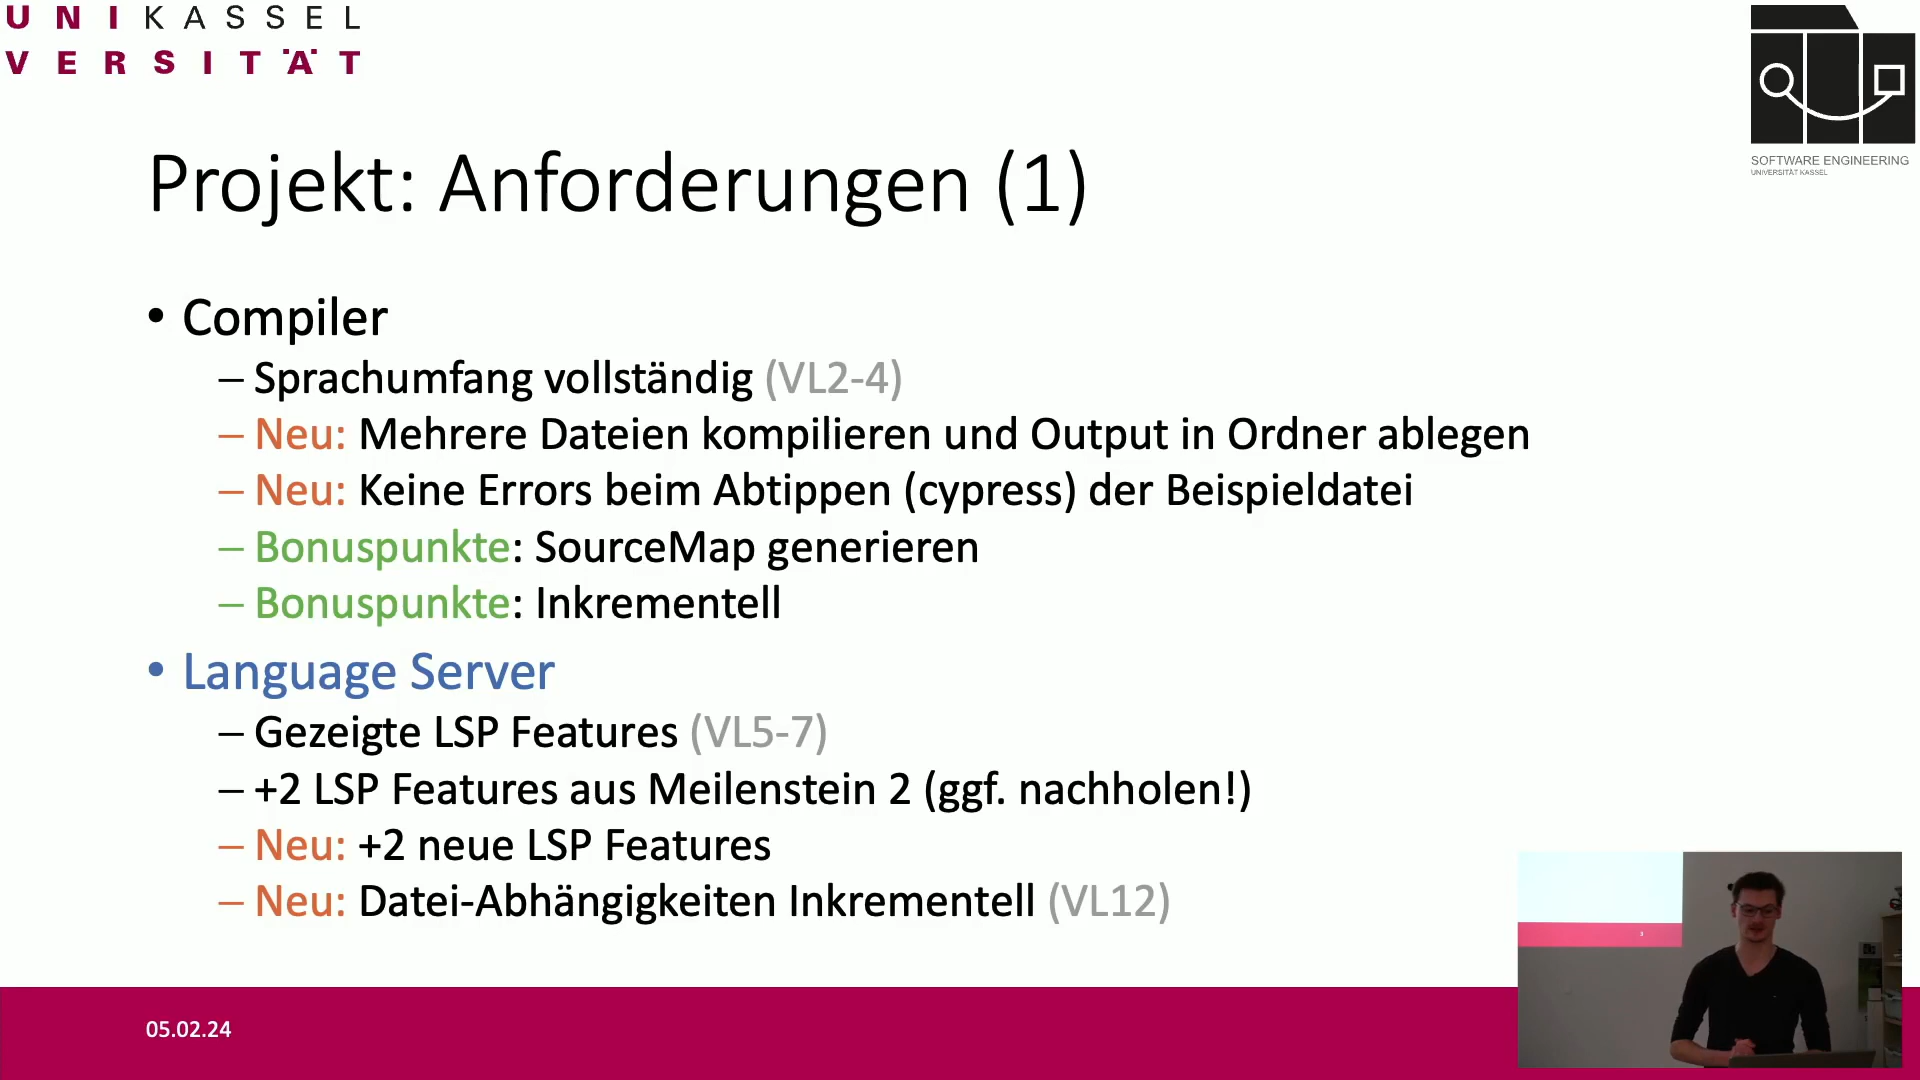 UNIKASSEL
VERSITÄT
SOFTWARE ENGINEERING
UNIVERSITÄT KASSEL
Projekt: Anforderungen (1)
• Compiler
– Sprachumfang vollständig (VL2-4)
– Neu: Mehrere Dateien kompilieren und Output in Ordner ablegen
– Neu: Keine Errors beim Abtippen (cypress) der Beispieldatei
– Bonuspunkte: SourceMap generieren
– Bonuspunkte: Inkrementell
• Language Server
– Gezeigte LSP Features (VL5-7)
– +2 LSP Features aus Meilenstein 2 (ggf. nachholen!)
– Neu: +2 neue LSP Features
– Neu: Datei-Abhängigkeiten Inkrementell (VL12)
05.02.24
3